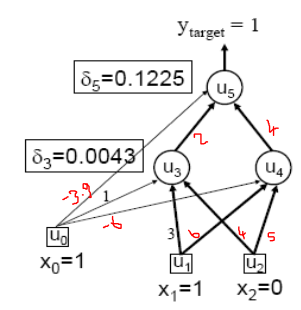 y_target = 1
δ₅=0.1225
u₅
2
4
δ₃=0.0043
u₃
u₄
-3.9
1
-6
3
6
4
5
u₀
u₁
u₂
x₀=1
x₁=1
x₂=0